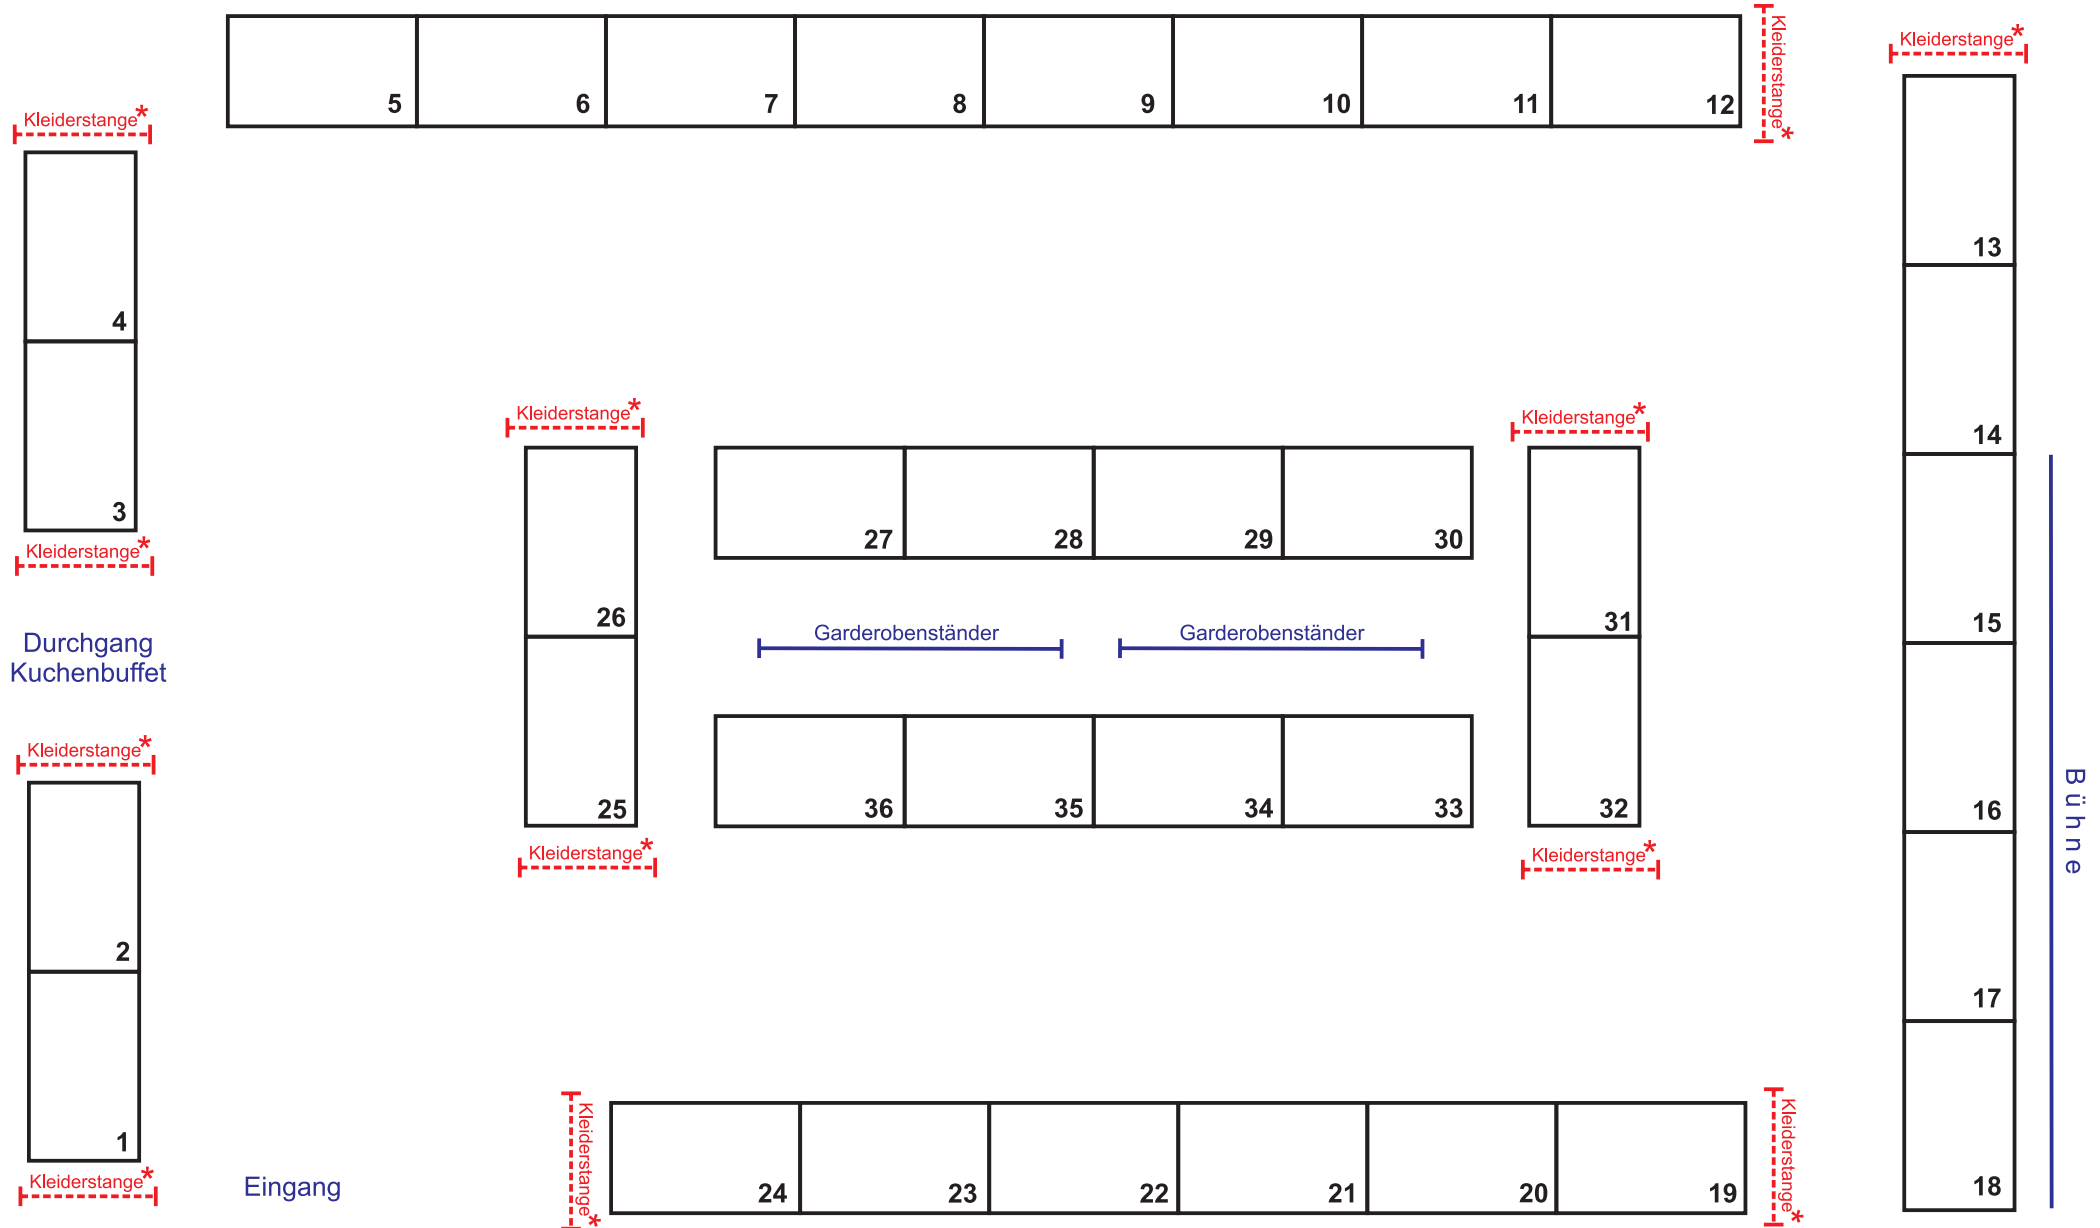 Kleiderstange*
5
6
7
8
9
10
11
12
Kleiderstange*
Kleiderstange*
4
3
Kleiderstange*
13
14
15
16
17
18
Kleiderstange*
26
25
Kleiderstange*
27
28
29
30
Garderobenständer
Garderobenständer
36
35
34
33
Kleiderstange*
31
32
Kleiderstange*
Durchgang
Kuchenbuffet
Kleiderstange*
2
1
Kleiderstange*
Bühne
Eingang
Kleiderstange*
24
23
22
21
20
19
Kleiderstange*